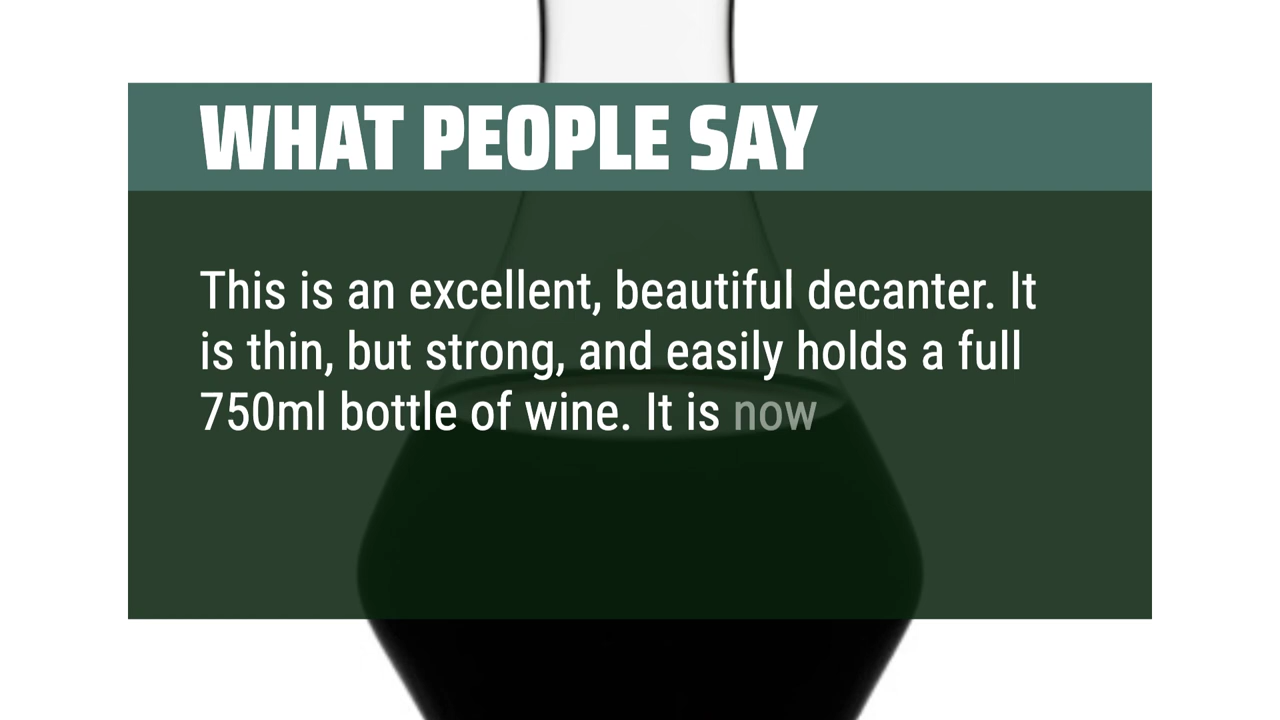 WHAT PEOPLE SAY
This is an excellent, beautiful decanter. It
is thin, but strong, and easily holds a full
750ml bottle of wine. It is now